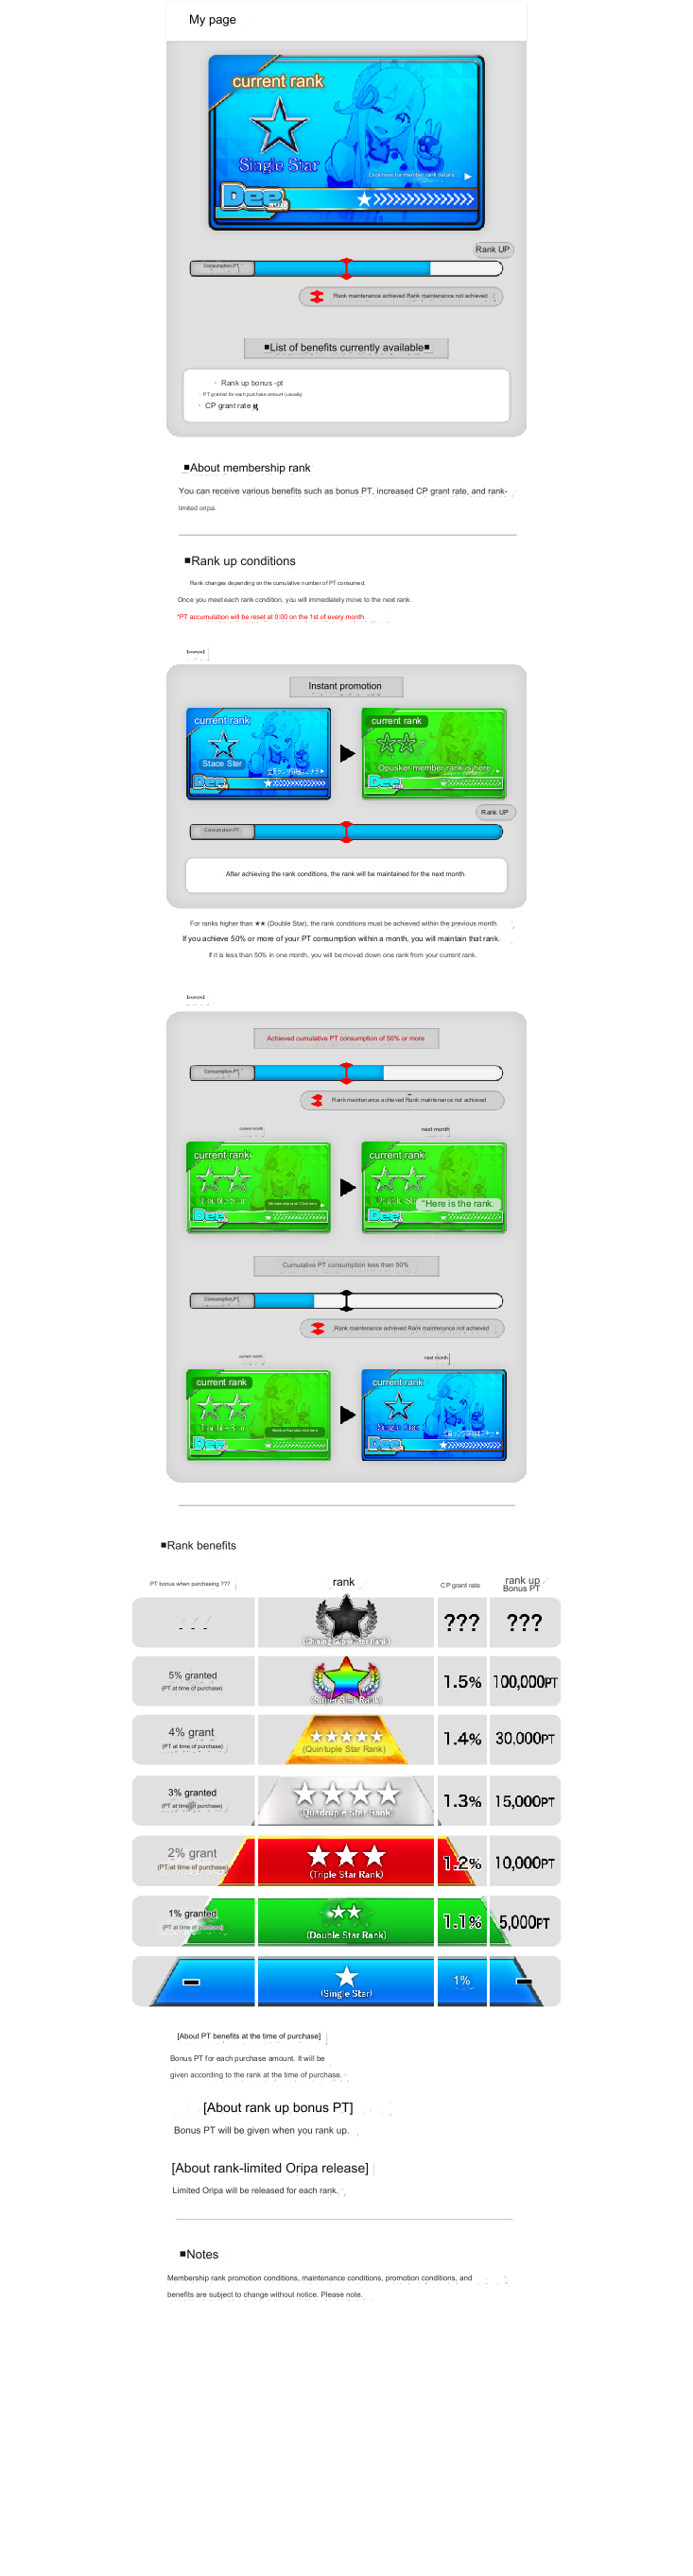 My page
current rank
Single Star
Click here for member rank details
Dee
Rank UP
Consumption PT
Rank maintenance achieved Rank maintenance not achieved
■List of benefits currently available■
・ Rank up bonus -pt
・ PT granted for each purchase amount (usually)
・ CP grant rate
■About membership rank
You can receive various benefits such as bonus PT, increased CP grant rate, and rank-
limited oripa.
■Rank up conditions
Rank changes depending on the cumulative number of PT consumed.
Once you meet each rank condition, you will immediately move to the next rank.
*PT accumulation will be reset at 0:00 on the 1st of every month.
[example]
Instant promotion
current rank
Stace Ster
Dee
current rank
Opusker member rank is here
Dee
Rank UP
Consumption PT
After achieving the rank conditions, the rank will be maintained for the next month.
For ranks higher than ★★ (Double Star), the rank conditions must be achieved within the previous month.
If you achieve 50% or more of your PT consumption within a month, you will maintain that rank.
If it is less than 50% in one month, you will be moved down one rank from your current rank.
[example]
Achieved cumulative PT consumption of 50% or more
Consumption PT
Rank maintenance achieved Rank maintenance not achieved
current month
next month
current rank
Double Star
Dee
current rank
Double Star
"Here is the rank.
Dee
Cumulative PT consumption less than 50%
Consumption PT
Rank maintenance achieved Rank maintenance not achieved
current month
next month
current rank
Double Star
Dee
current rank
Single Star
Dee
■Rank benefits
PT bonus when purchasing ???
rank
CP grant rate
rank up
Bonus PT
- - -
(Shining Super Star Rank)
???
???
5% granted
(PT at time of purchase)
(Super Star Rank)
1.5%
100,000PT
4% grant
(PT at time of purchase)
★★★★★
(Quintuple Star Rank)
1.4%
30,000PT
3% granted
(PT at time of purchase)
★★★★
(Quadruple Star Rank)
1.3%
15,000PT
2% grant
(PT at time of purchase)
★★★
(Triple Star Rank)
1.2%
10,000PT
1% granted
(PT at time of purchase)
★★
(Double Star Rank)
1.1%
5,000PT
-
★
(Single Star)
1%
-
[About PT benefits at the time of purchase]
Bonus PT for each purchase amount. It will be
given according to the rank at the time of purchase.
[About rank up bonus PT]
Bonus PT will be given when you rank up.
[About rank-limited Oripa release]
Limited Oripa will be released for each rank.
■Notes
Membership rank promotion conditions, maintenance conditions, promotion conditions, and
benefits are subject to change without notice. Please note.